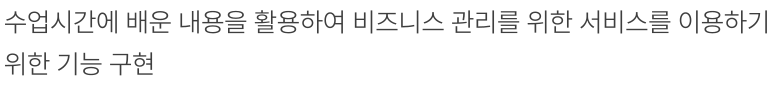 수업시간에 배운 내용을 활용하여 비즈니스 관리를 위한 서비스를 이용하기
위한 기능 구현